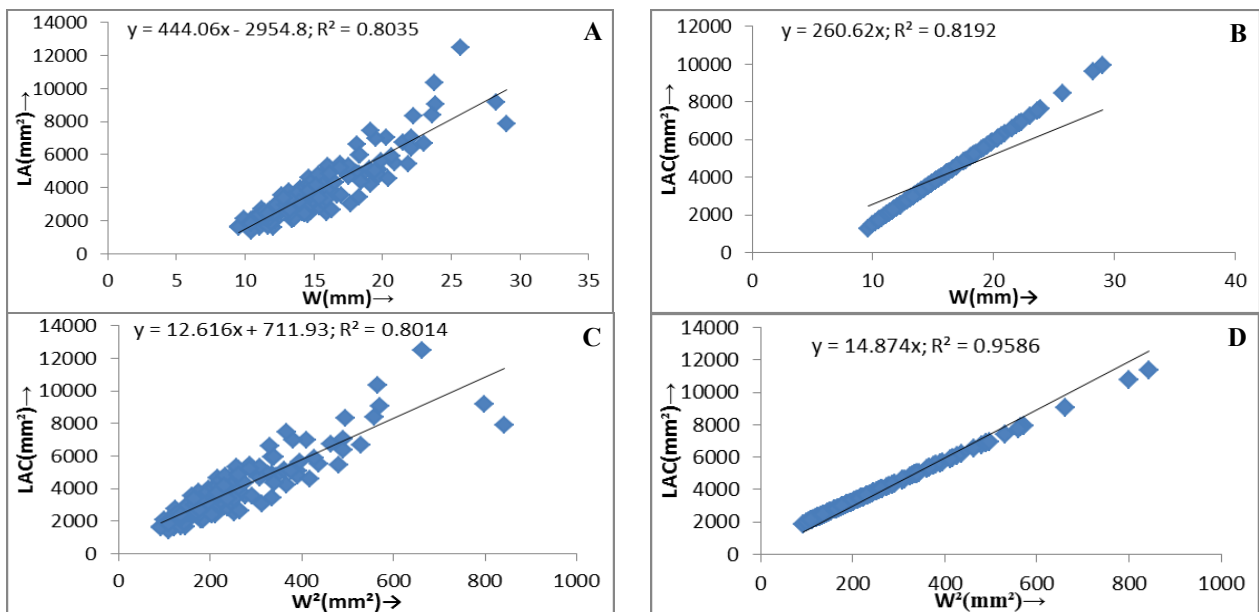 y = 444.06x - 2954.8; R² = 0.8035
A
14000
12000
10000
8000
6000
4000
2000
0
LA(mm²)→
0 5 10 15 20 25 30 35
W(mm)→
y = 260.62x; R² = 0.8192
B
12000
10000
8000
6000
4000
2000
0
LAC(mm²)→
0 10 20 30 40
W(mm)→
y = 12.616x + 711.93; R² = 0.8014
C
14000
12000
10000
8000
6000
4000
2000
0
LAC(mm²)→
0 200 400 600 800 1000
W²(mm²)→
y = 14.874x; R² = 0.9586
D
14000
12000
10000
8000
6000
4000
2000
0
LAC(mm²)→
0 200 400 600 800 1000
W²(mm²)→